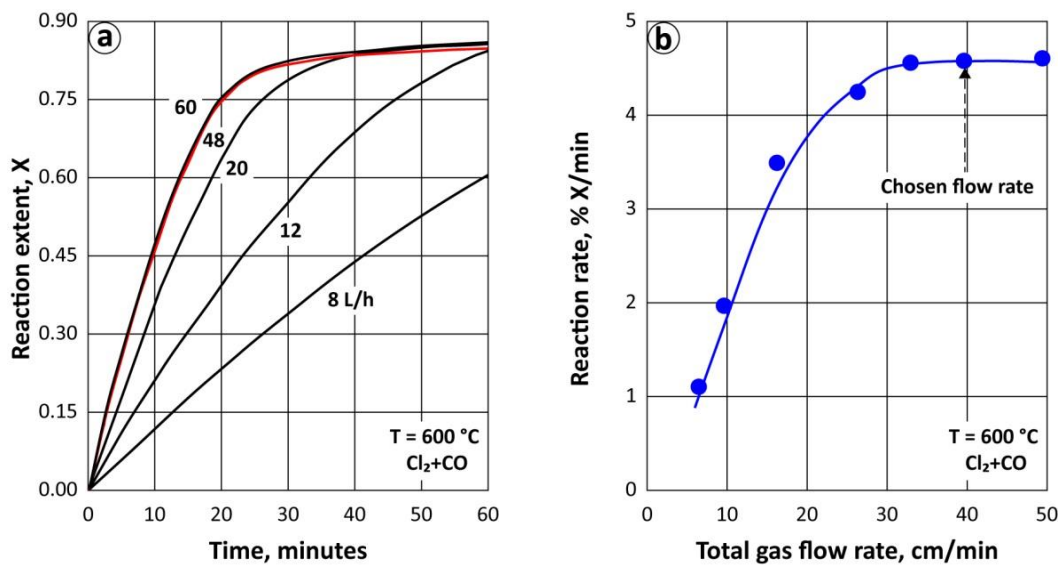 a
Reaction extent, X
0.90
0.75
0.60
0.45
0.30
0.15
0.00
60
48
20
12
8 L/h
T = 600 °C
Cl₂+CO
0 10 20 30 40 50 60
Time, minutes
b
Reaction rate, % X/min
5
4
3
2
1
0
Chosen flow rate
T = 600 °C
Cl₂+CO
0 10 20 30 40 50
Total gas flow rate, cm/min